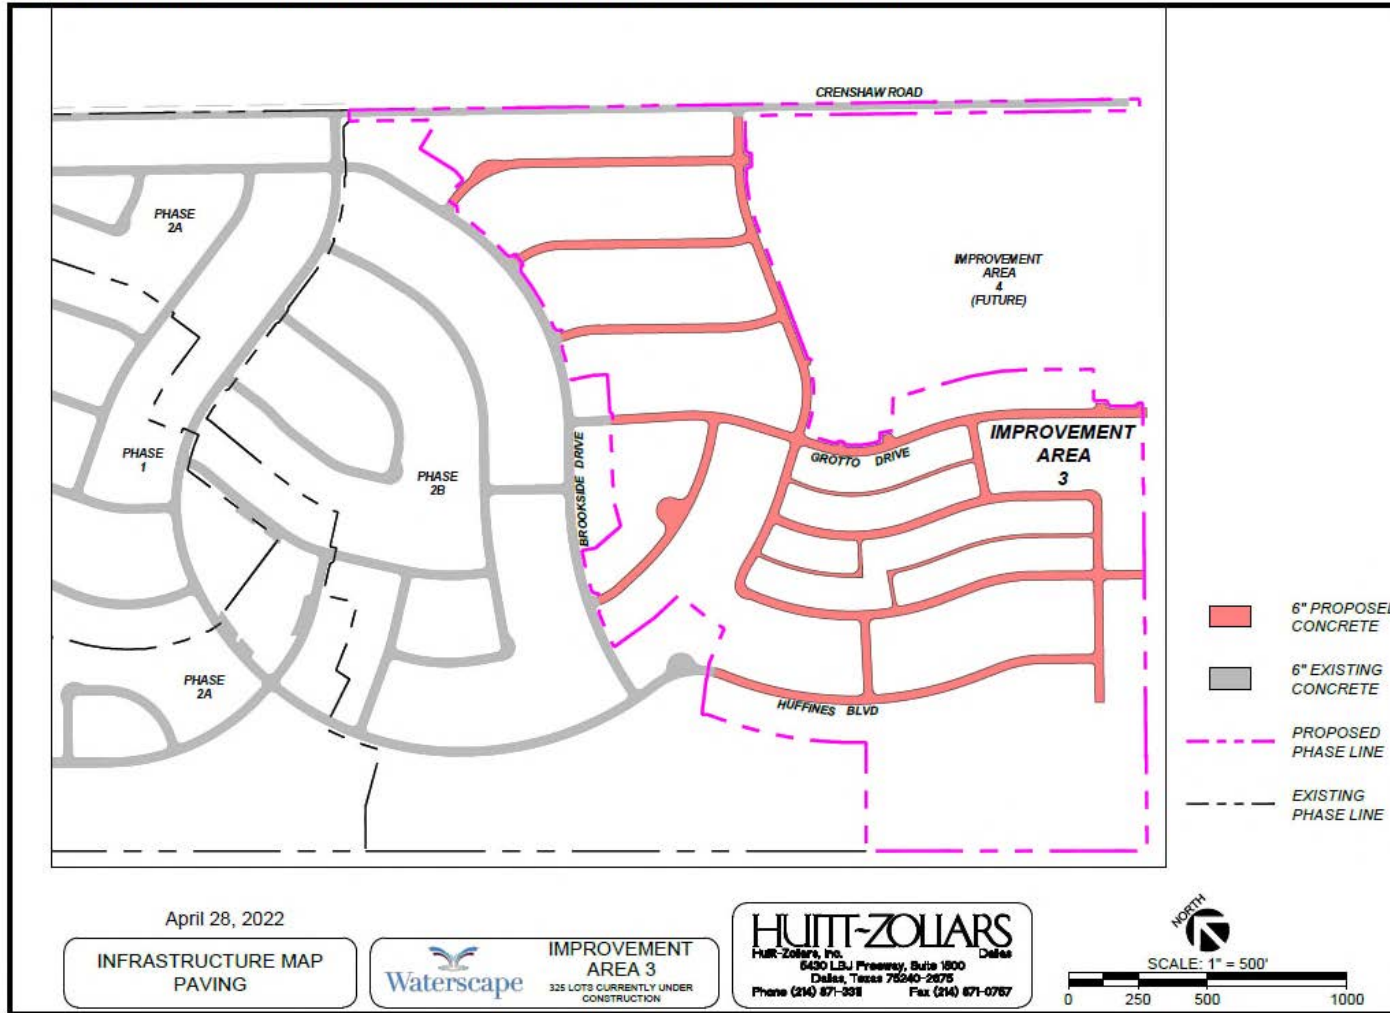 CRENSHAW ROAD
PHASE
2A
IMPROVEMENT
AREA
4
(FUTURE)
PHASE
1
PHASE
2B
BROOKSIDE DRIVE
GROTTO DRIVE
IMPROVEMENT
AREA
3
PHASE
2A
HUFFINES BLVD
6" PROPOSED
CONCRETE
6" EXISTING
CONCRETE
PROPOSED
PHASE LINE
EXISTING
PHASE LINE
April 28, 2022
INFRASTRUCTURE MAP
PAVING
Waterscape
IMPROVEMENT
AREA 3
325 LOTS CURRENTLY UNDER
CONSTRUCTION
HUITT-ZOLLARS
Huitt-Zollars, Inc. Dallas
5430 LBJ Freeway, Suite 1500
Dallas, Texas 75240-2675
Phone (214) 871-3311 Fax (214) 871-0757
NORTH
SCALE: 1" = 500'
0 250 500 1000